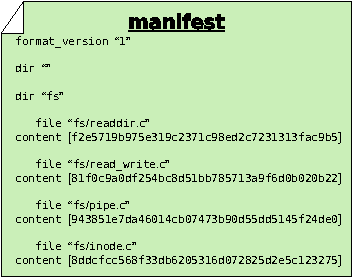 manifest
format_version “1”
dir “”
dir “fs”
file “fs/readdir.c”
content [f2e5719b975e319c2371c98ed2c7231313fac9b5]
file “fs/read_write.c”
content [81f0c9a0df254bc8d51bb785713a9f6d0b020b22]
file “fs/pipe.c”
content [943851e7da46014cb07473b90d55dd5145f24de0]
file “fs/inode.c”
content [8ddcfcc568f33db6205316d072825d2e5c123275]